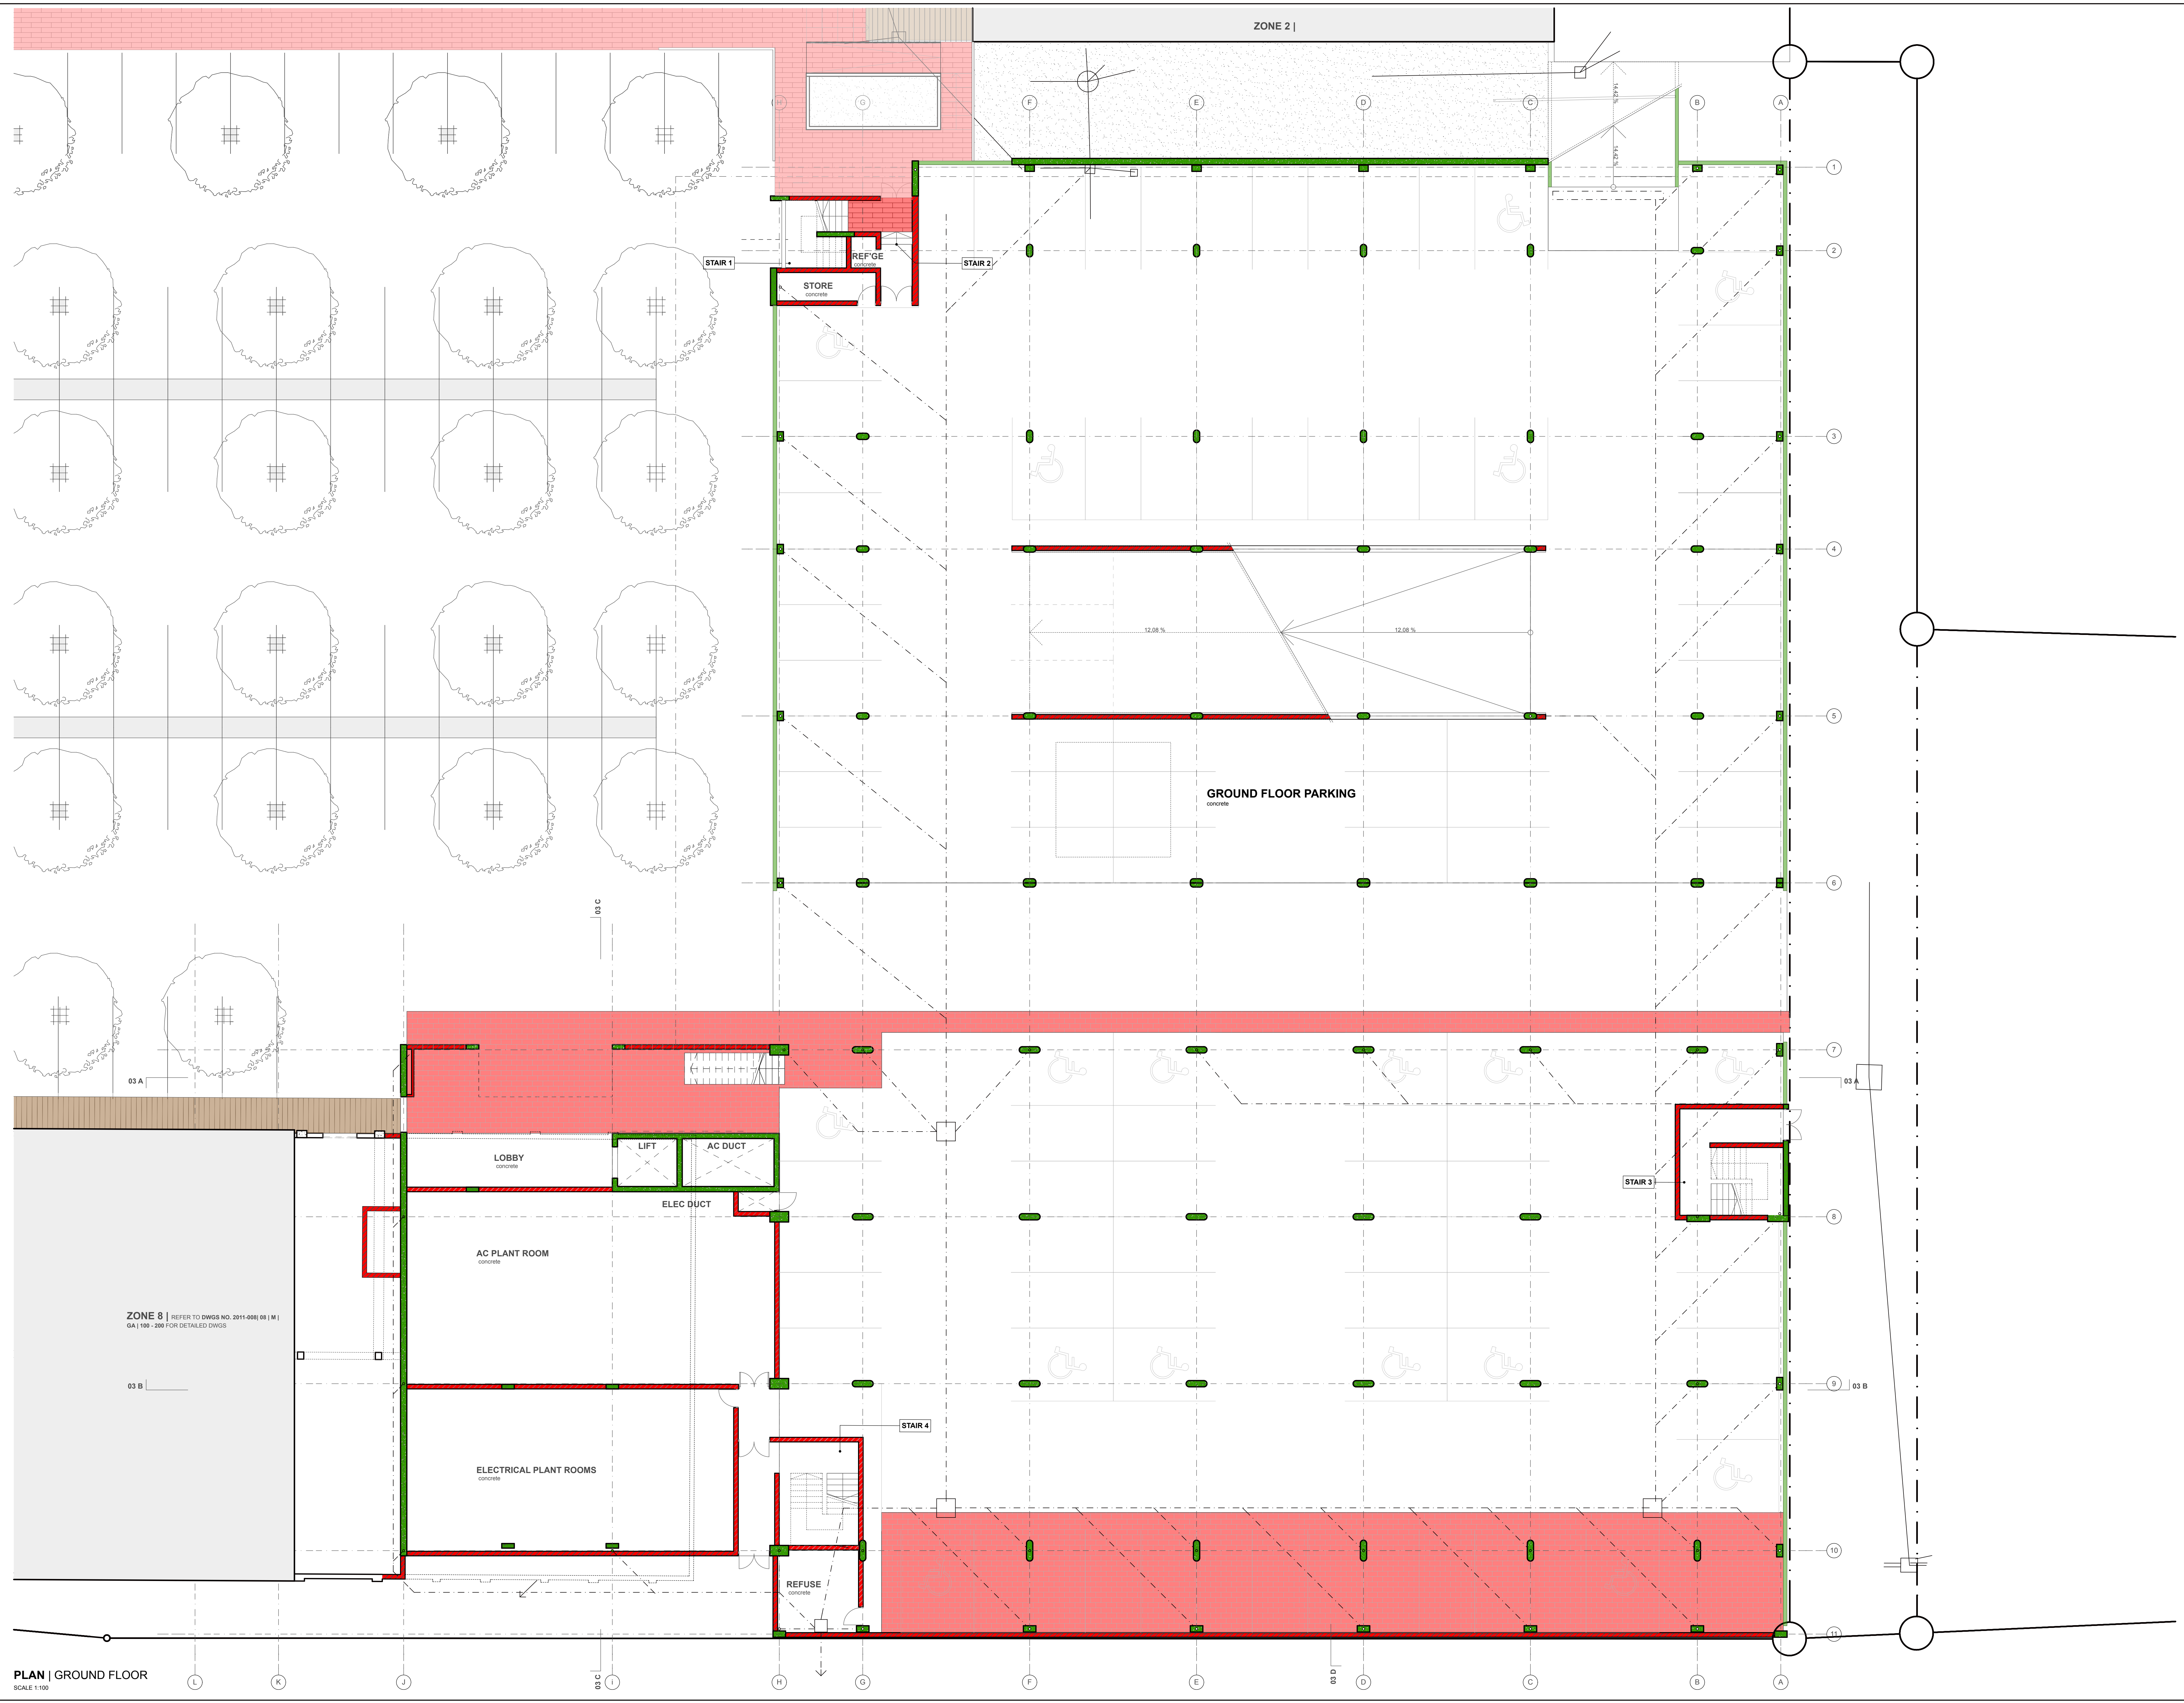 ZONE 2 |
14.42 %
H
G
F
E
D
C
B
A
14.42 %
1
2
REF'GE
concrete
STAIR 1
STAIR 2
STORE
concrete
3
4
12.08 %
12.08 %
5
GROUND FLOOR PARKING
concrete
6
03 C
7
03 A
03 A
LIFT
AC DUCT
LOBBY
concrete
STAIR 3
ELEC DUCT
8
AC PLANT ROOM
concrete
ZONE 8 | REFER TO DWGS NO. 2011-008| 08 | M |
GA | 100 - 200 FOR DETAILED DWGS
03 B
9
03 B
STAIR 4
ELECTRICAL PLANT ROOMS
concrete
10
REFUSE
concrete
11
PLAN | GROUND FLOOR
SCALE 1:100
L
K
J
03 C
i
H
G
F
E
03 D
D
C
B
A